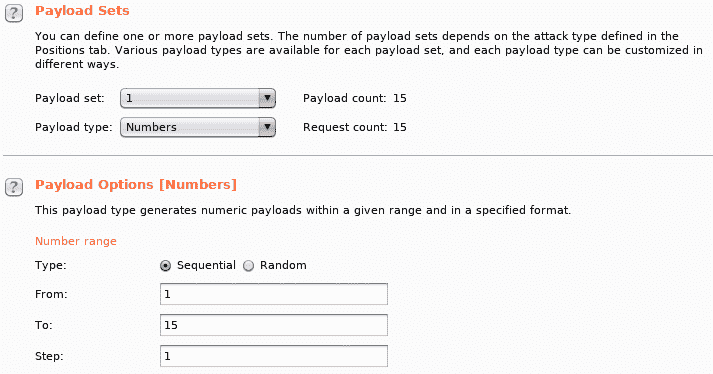 ? Payload Sets
You can define one or more payload sets. The number of payload sets depends on the attack type defined in the
Positions tab. Various payload types are available for each payload set, and each payload type can be customized in
different ways.
Payload set: 1 Payload count: 15
Payload type: Numbers Request count: 15
? Payload Options [Numbers]
This payload type generates numeric payloads within a given range and in a specified format.
Number range
Type: Sequential Random
From: 1
To: 15
Step: 1